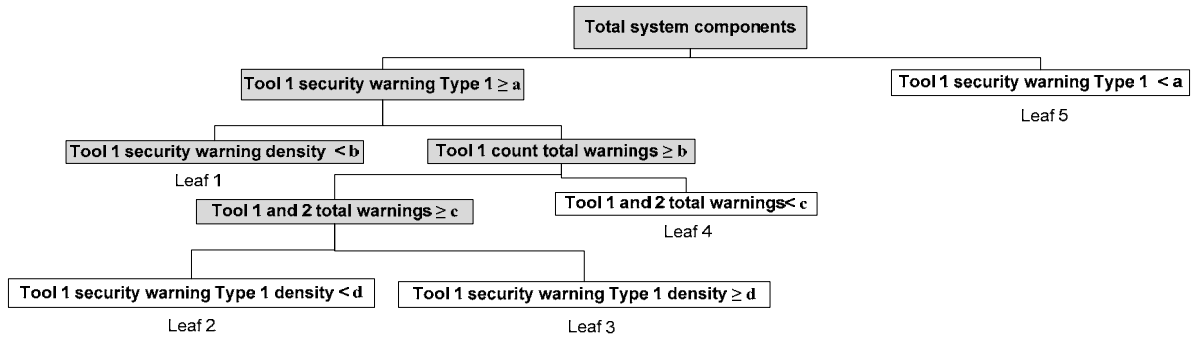 Total system components
Tool 1 security warning Type 1 ≥ a
Tool 1 security warning Type 1 < a
Leaf 5
Tool 1 security warning density < b
Tool 1 count total warnings ≥ b
Leaf 1
Tool 1 and 2 total warnings ≥ c
Tool 1 and 2 total warnings< c
Leaf 4
Tool 1 security warning Type 1 density < d
Tool 1 security warning Type 1 density ≥ d
Leaf 2
Leaf 3